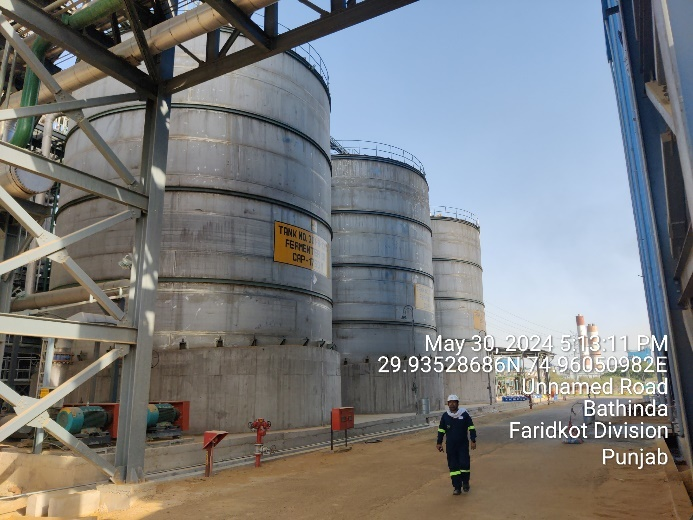 TANK NO.
FERMENT
CAP-
May 30, 2024 5:13:11 PM
29.93528686N 74.96050982E
Unnamed Road
Bathinda
Faridkot Division
Punjab